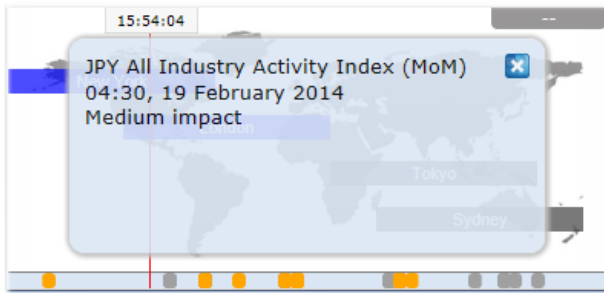 15:54:04
--
JPY All Industry Activity Index (MoM)
04:30, 19 February 2014
Medium impact
New York
London
Tokyo
Sydney